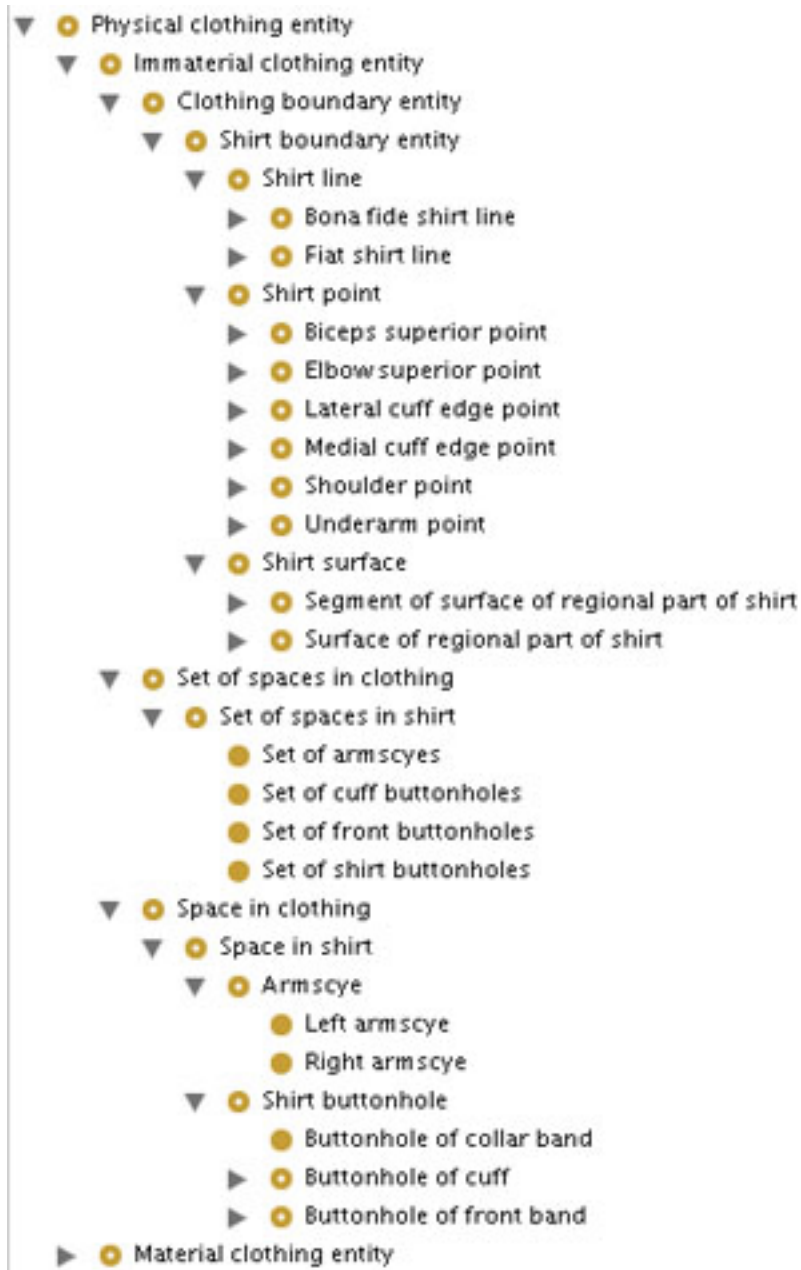 Physical clothing entity
Immaterial clothing entity
Clothing boundary entity
Shirt boundary entity
Shirt line
Bona fide shirt line
Fiat shirt line
Shirt point
Biceps superior point
Elbow superior point
Lateral cuff edge point
Medial cuff edge point
Shoulder point
Underarm point
Shirt surface
Segment of surface of regional part of shirt
Surface of regional part of shirt
Set of spaces in clothing
Set of spaces in shirt
Set of armscyes
Set of cuff buttonholes
Set of front buttonholes
Set of shirt buttonholes
Space in clothing
Space in shirt
Armscye
Left armscye
Right armscye
Shirt buttonhole
Buttonhole of collar band
Buttonhole of cuff
Buttonhole of front band
Material clothing entity